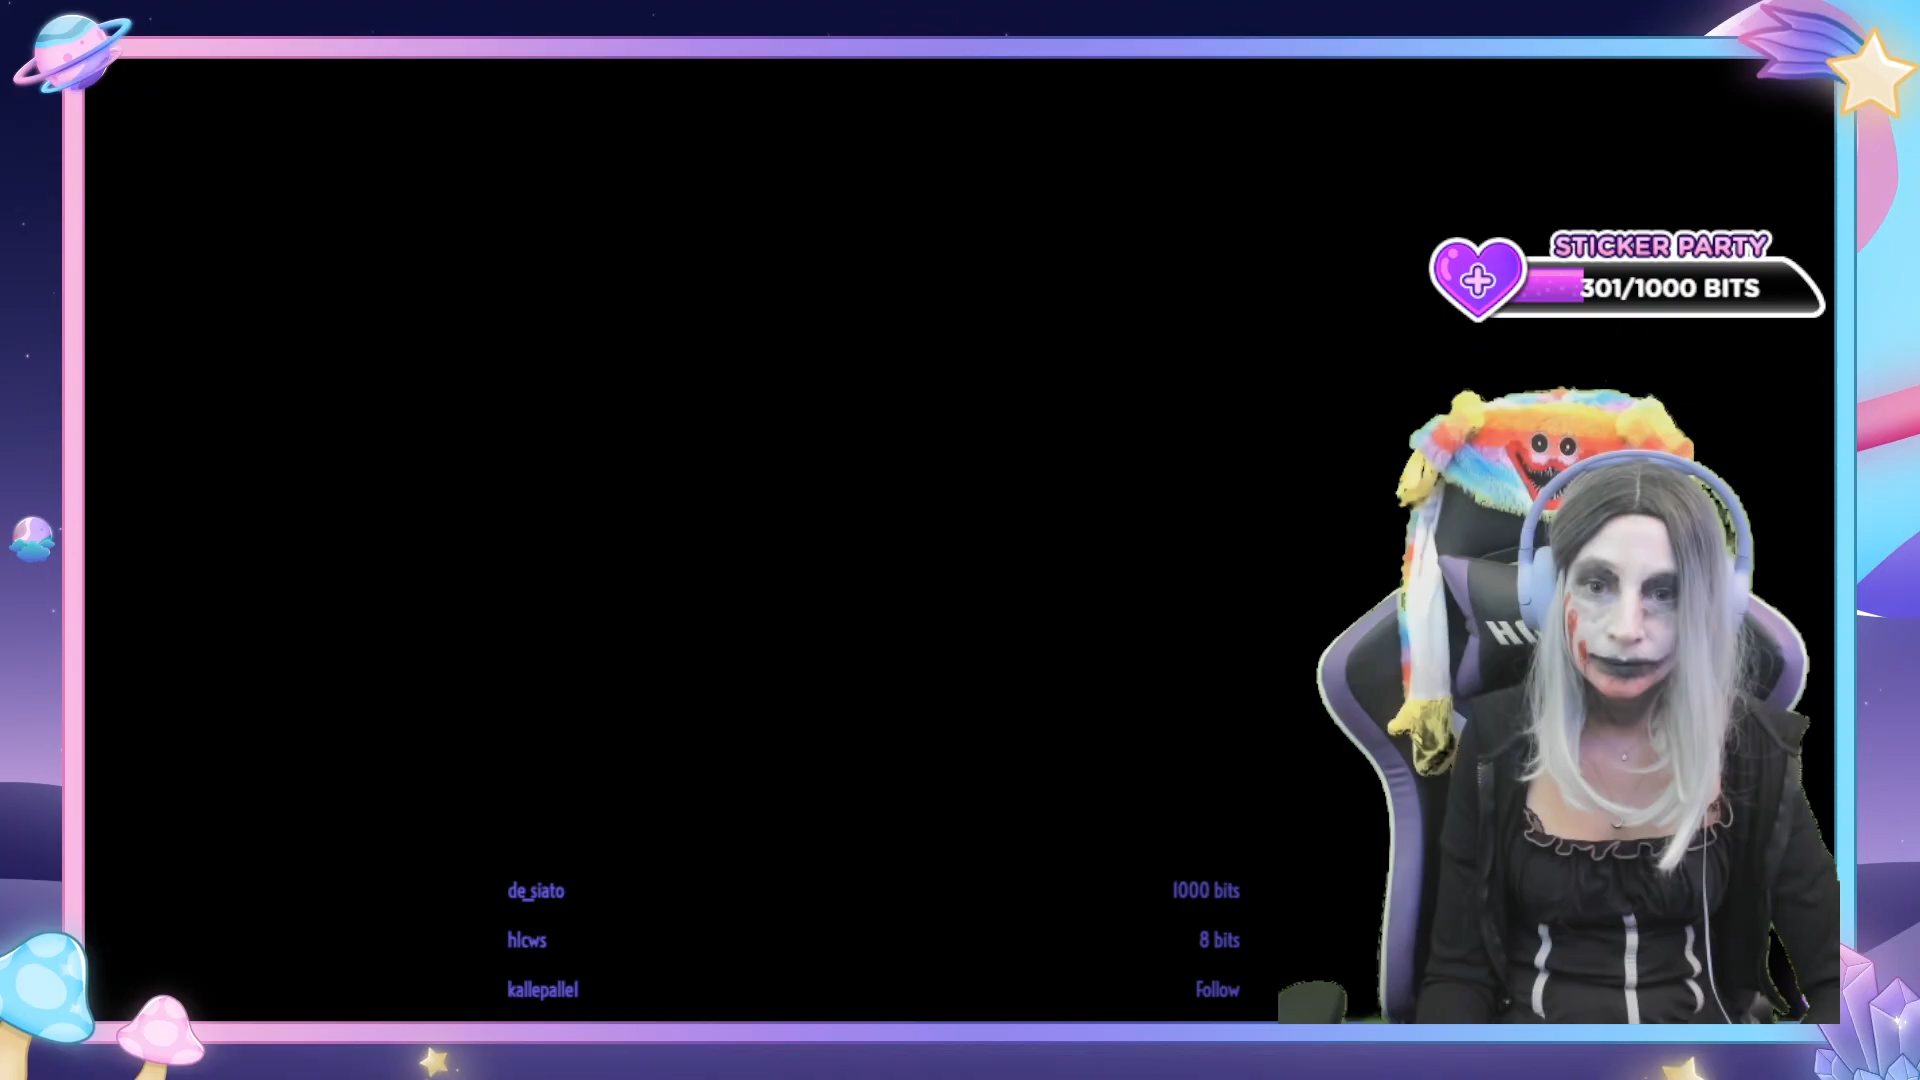 STICKER PARTY
301/1000 BITS
de_siato 1000 bits
hlcws 8 bits
kallepallel Follow